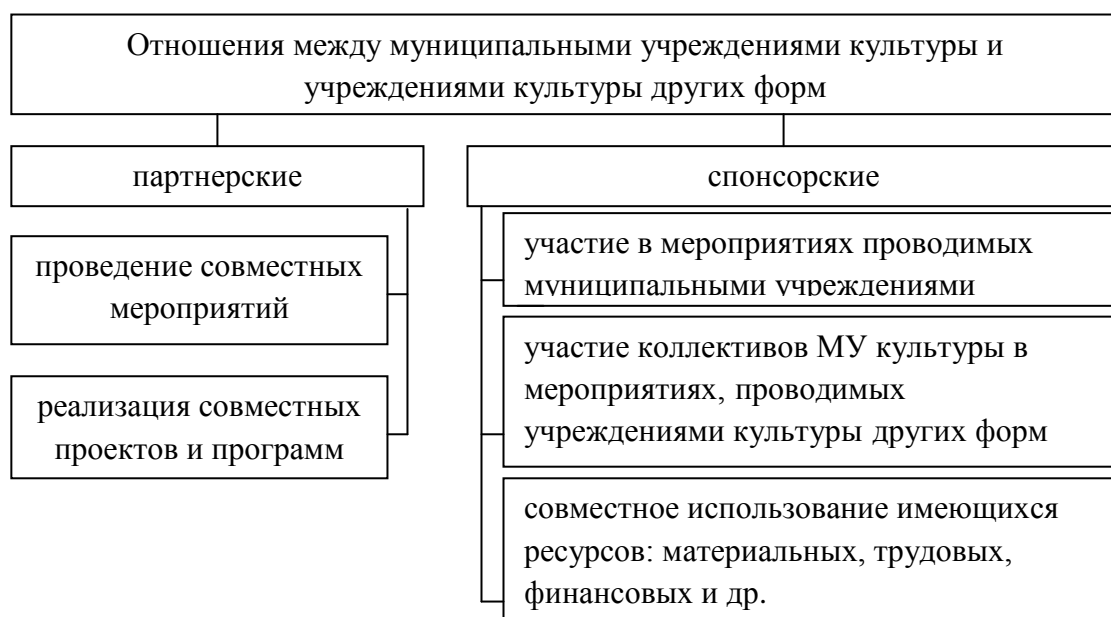 Отношения между муниципальными учреждениями культуры и
учреждениями культуры других форм
партнерские
спонсорские
проведение совместных
мероприятий
реализация совместных
проектов и программ
участие в мероприятиях проводимых
муниципальными учреждениями
участие коллективов МУ культуры в
мероприятиях, проводимых
учреждениями культуры других форм
совместное использование имеющихся
ресурсов: материальных, трудовых,
финансовых и др.